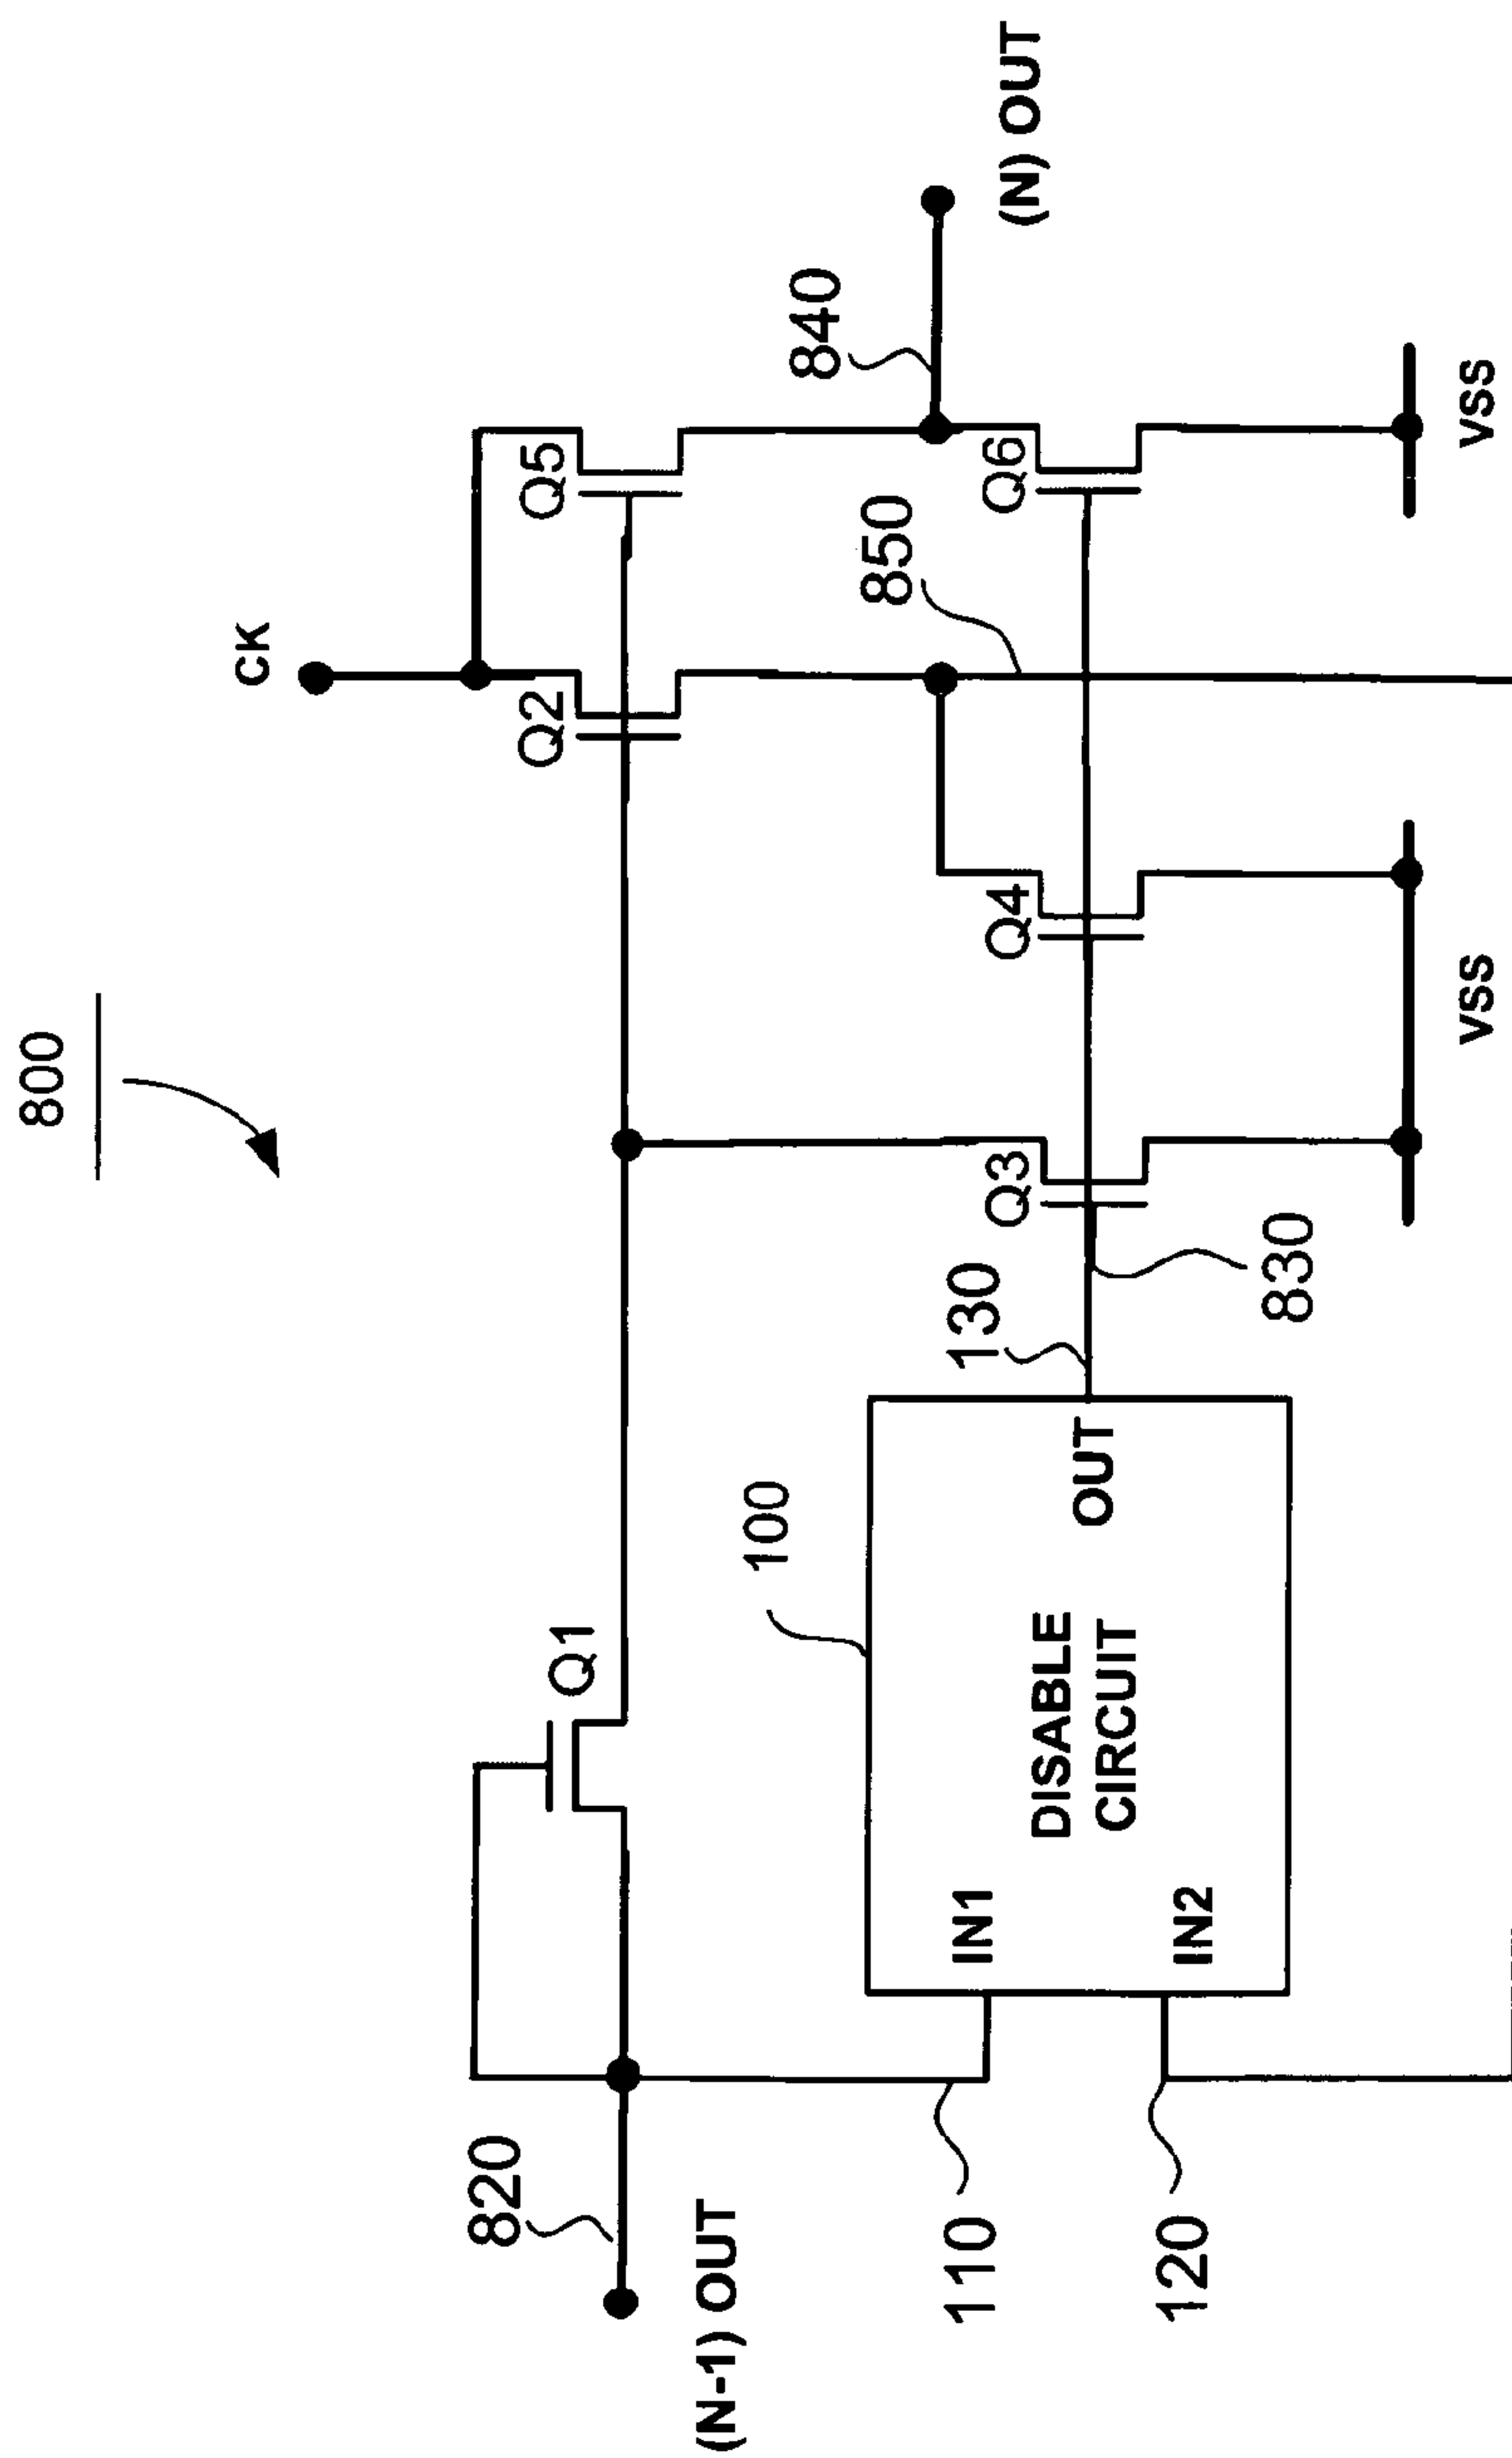 800
CK
Q2
Q5
840
(N) OUT
820
(N-1) OUT
Q1
850
100
130
Q3
Q4
Q6
110
IN1
DISABLE
CIRCUIT
OUT
120
IN2
830
VSS
VSS